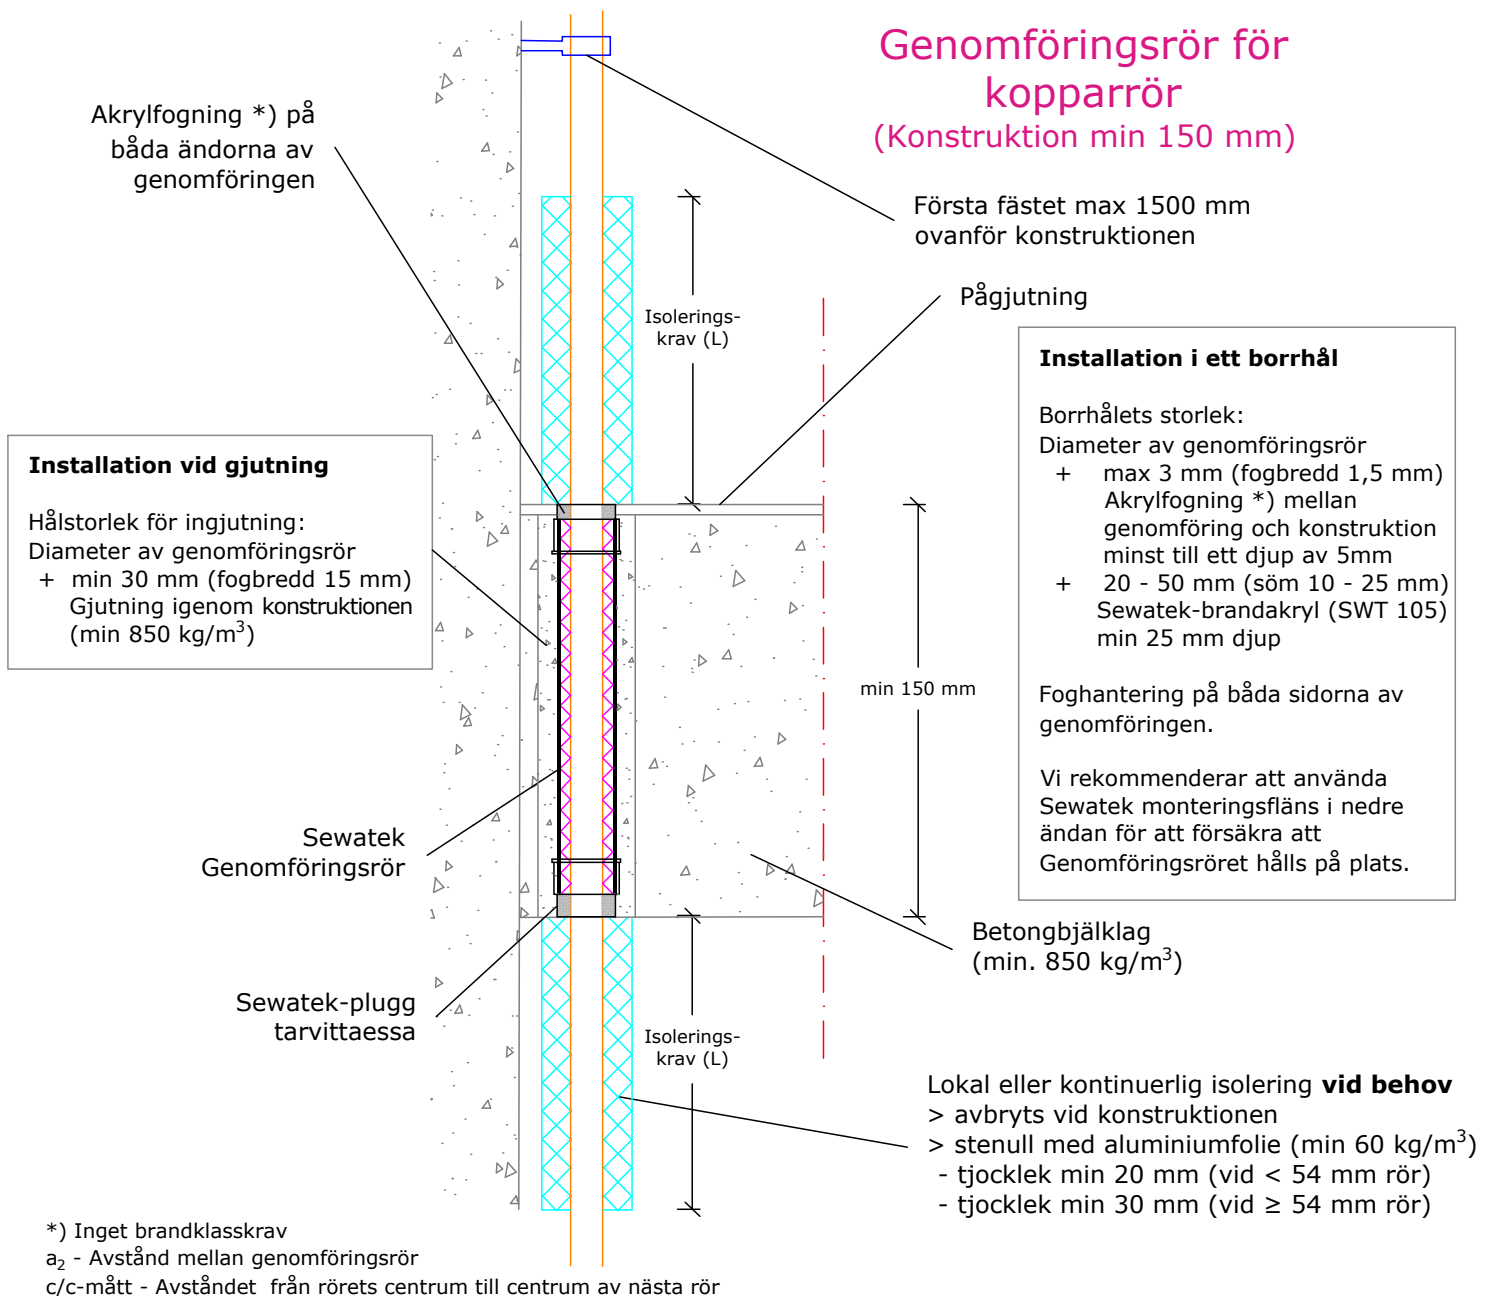 Genomföringsrör för
kopparrör
(Konstruktion min 150 mm)
Akrylfogning *) på
båda ändorna av
genomföringen
Första fästet max 1500 mm
ovanför konstruktionen
Pågjutning
Isolerings-
krav (L)
Installation i ett borrhål
Borrhålets storlek:
Diameter av genomföringsrör
+ max 3 mm (fogbredd 1,5 mm)
Akrylfogning *) mellan
genomföring och konstruktion
minst till ett djup av 5mm
+ 20 - 50 mm (söm 10 - 25 mm)
Sewatek-brandakryl (SWT 105)
min 25 mm djup
Foghantering på båda sidorna av
genomföringen.
Vi rekommenderar att använda
Sewatek monteringsfläns i nedre
ändan för att försäkra att
Genomföringsröret hålls på plats.
Installation vid gjutning
Hålstorlek för ingjutning:
Diameter av genomföringsrör
+ min 30 mm (fogbredd 15 mm)
Gjutning igenom konstruktionen
(min 850 kg/m³)
min 150 mm
Sewatek
Genomföringsrör
Betongbjälklag
(min. 850 kg/m³)
Sewatek-plugg
tarvittaessa
Isolerings-
krav (L)
Lokal eller kontinuerlig isolering vid behov
> avbryts vid konstruktionen
> stenull med aluminiumfolie (min 60 kg/m³)
- tjocklek min 20 mm (vid < 54 mm rör)
- tjocklek min 30 mm (vid ≥ 54 mm rör)
*) Inget brandklasskrav
a₂ - Avstånd mellan genomföringsrör
c/c-mått - Avståndet från rörets centrum till centrum av nästa rör